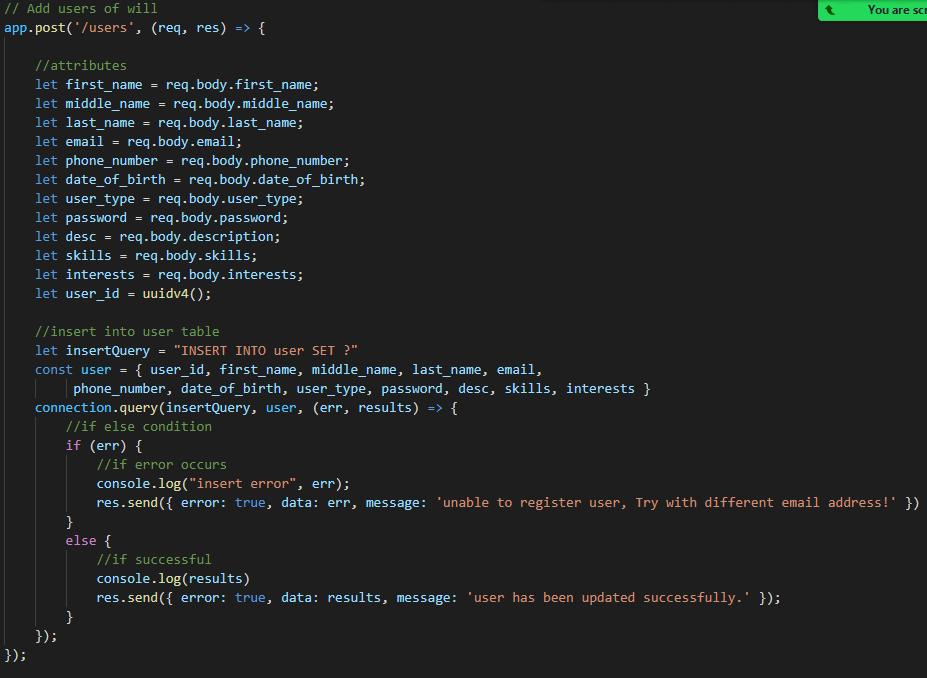 // Add users of will
You are scr
app.post('/users', (req, res) => {
//attributes
let first_name = req.body.first_name;
let middle_name = req.body.middle_name;
let last_name = req.body.last_name;
let email = req.body.email;
let phone_number = req.body.phone_number;
let date_of_birth = req.body.date_of_birth;
let user_type = req.body.user_type;
let password = req.body.password;
let desc = req.body.description;
let skills = req.body.skills;
let interests = req.body.interests;
let user_id = uuidv4();
//insert into user table
let insertQuery = "INSERT INTO user SET ?"
const user = { user_id, first_name, middle_name, last_name, email,
phone_number, date_of_birth, user_type, password, desc, skills, interests }
connection.query(insertQuery, user, (err, results) => {
//if else condition
if (err) {
//if error occurs
console.log("insert error", err);
res.send({ error: true, data: err, message: 'unable to register user, Try with different email address!' })
}
else {
//if successful
console.log(results)
res.send({ error: true, data: results, message: 'user has been updated successfully.' });
}
});
});